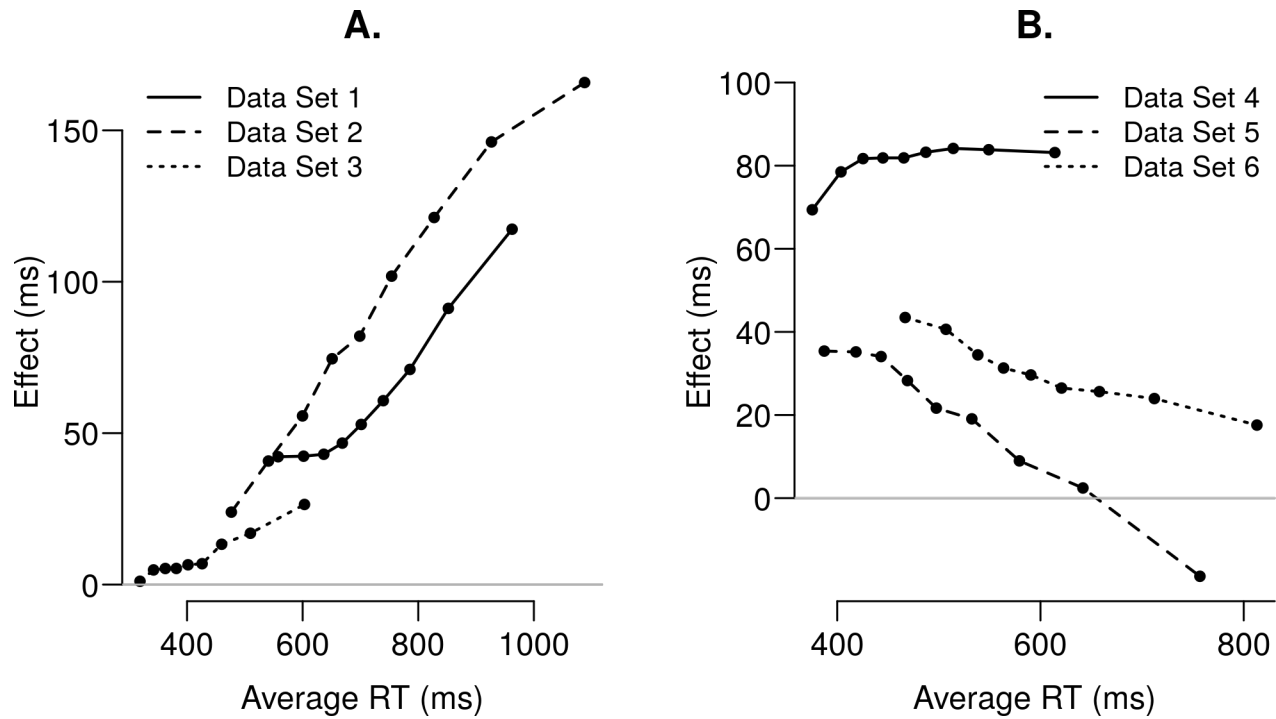 A.
Data Set 1
Data Set 2
Data Set 3
150
100
50
0
Effect (ms)
400 600 800 1000
Average RT (ms)
B.
Data Set 4
Data Set 5
Data Set 6
100
80
60
40
20
0
Effect (ms)
400 600 800
Average RT (ms)